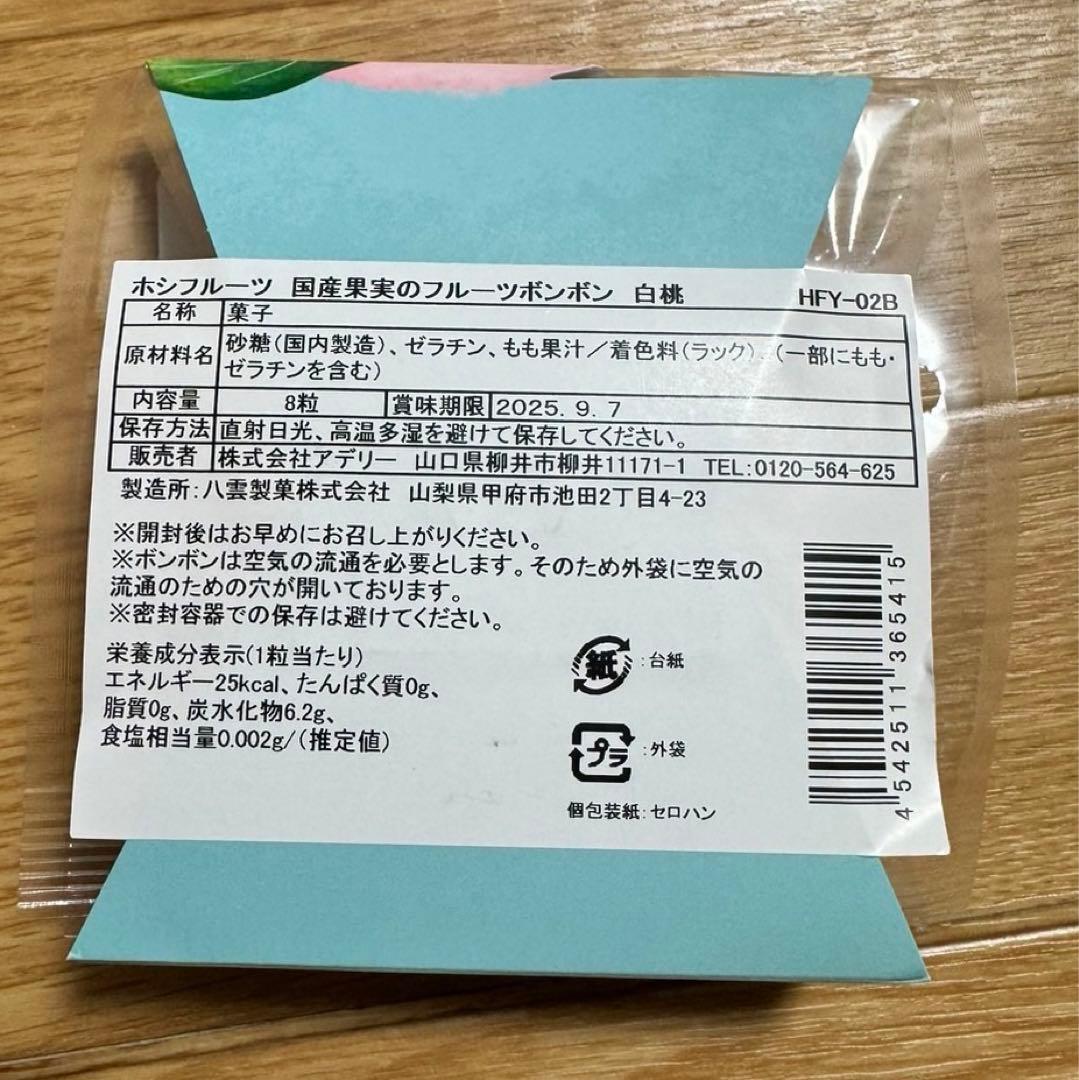 ホシフルーツ 国産果実のフルーツボンボン 白桃 HFY-02B
名称 菓子
原材料名 砂糖(国内製造)、ゼラチン、もも果汁／着色料(ラック)、(一部にもも・
ゼラチンを含む)
内容量 8粒 賞味期限 2025. 9. 7
保存方法 直射日光、高温多湿を避けて保存してください。
販売者 株式会社アデリー 山口県柳井市柳井11171-1 TEL:0120-564-625
製造所:八雲製菓株式会社 山梨県甲府市池田2丁目4-23
※開封後はお早めにお召し上がりください。
※ボンボンは空気の流通を必要とします。そのため外袋に空気の
流通のための穴が開いております。
※密封容器での保存は避けてください。
栄養成分表示(1粒当たり)
エネルギー25kcal、たんぱく質0g、
脂質0g、炭水化物6.2g、
食塩相当量0.002g/(推定値)
紙 :台紙
プラ :外袋
個包装紙:セロハン
4 542511 365415